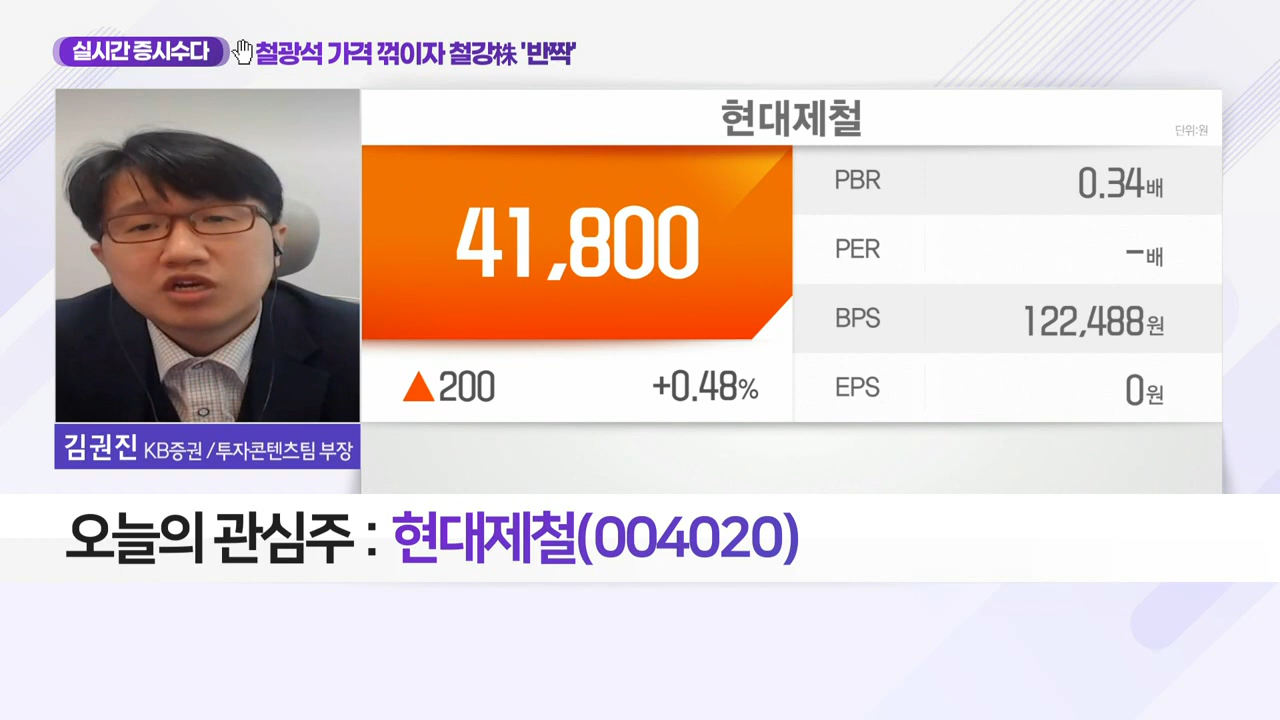 실시간 증시수다 철광석 가격 꺾이자 철강株 '반짝'
현대제철
단위:원
41,800
▲200 +0.48%
PBR 0.34배
PER -배
BPS 122,488원
EPS 0원
김권진 KB증권/투자콘텐츠팀 부장
오늘의 관심주 : 현대제철(004020)